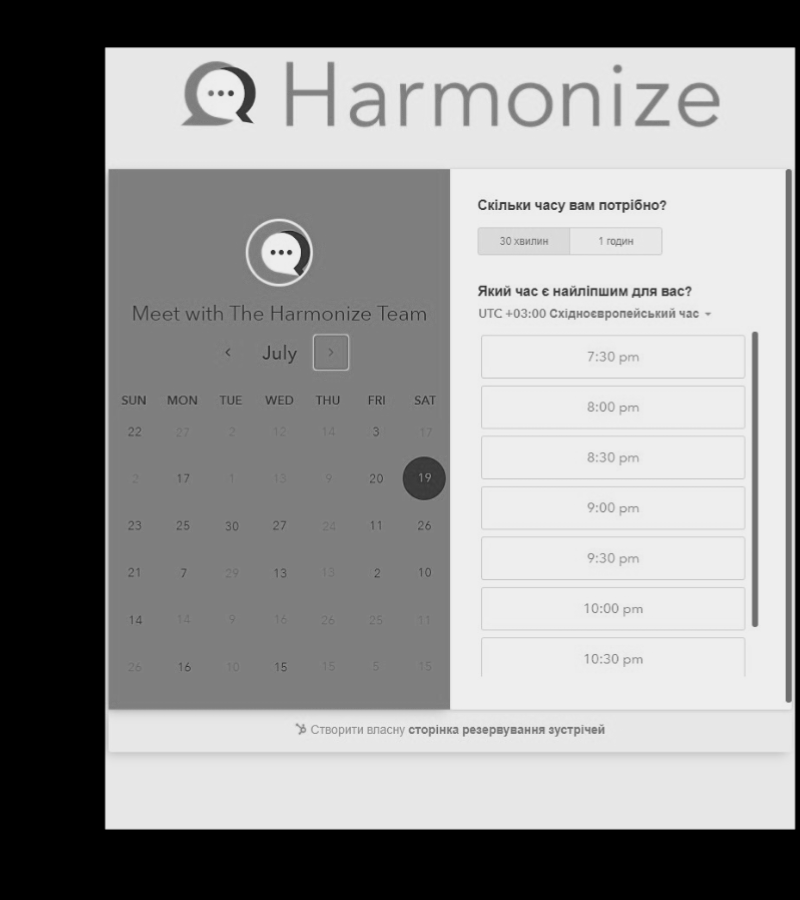 Harmonize
Meet with The Harmonize Team
July
SUN MON TUE WED THU FRI SAT
22 27 2 12 14 3 17
2 17 1 13 9 20 19
23 25 30 27 24 11 26
21 7 29 13 13 2 10
14 14 9 16 26 25 11
26 16 10 15 15 5 15
Скільки часу вам потрібно?
30 хвилин 1 годин
Який час є найліпшим для вас?
UTC +03:00 Східноєвропейський час
7:30 pm
8:00 pm
8:30 pm
9:00 pm
9:30 pm
10:00 pm
10:30 pm
Створити власну сторінка резервування зустрічей